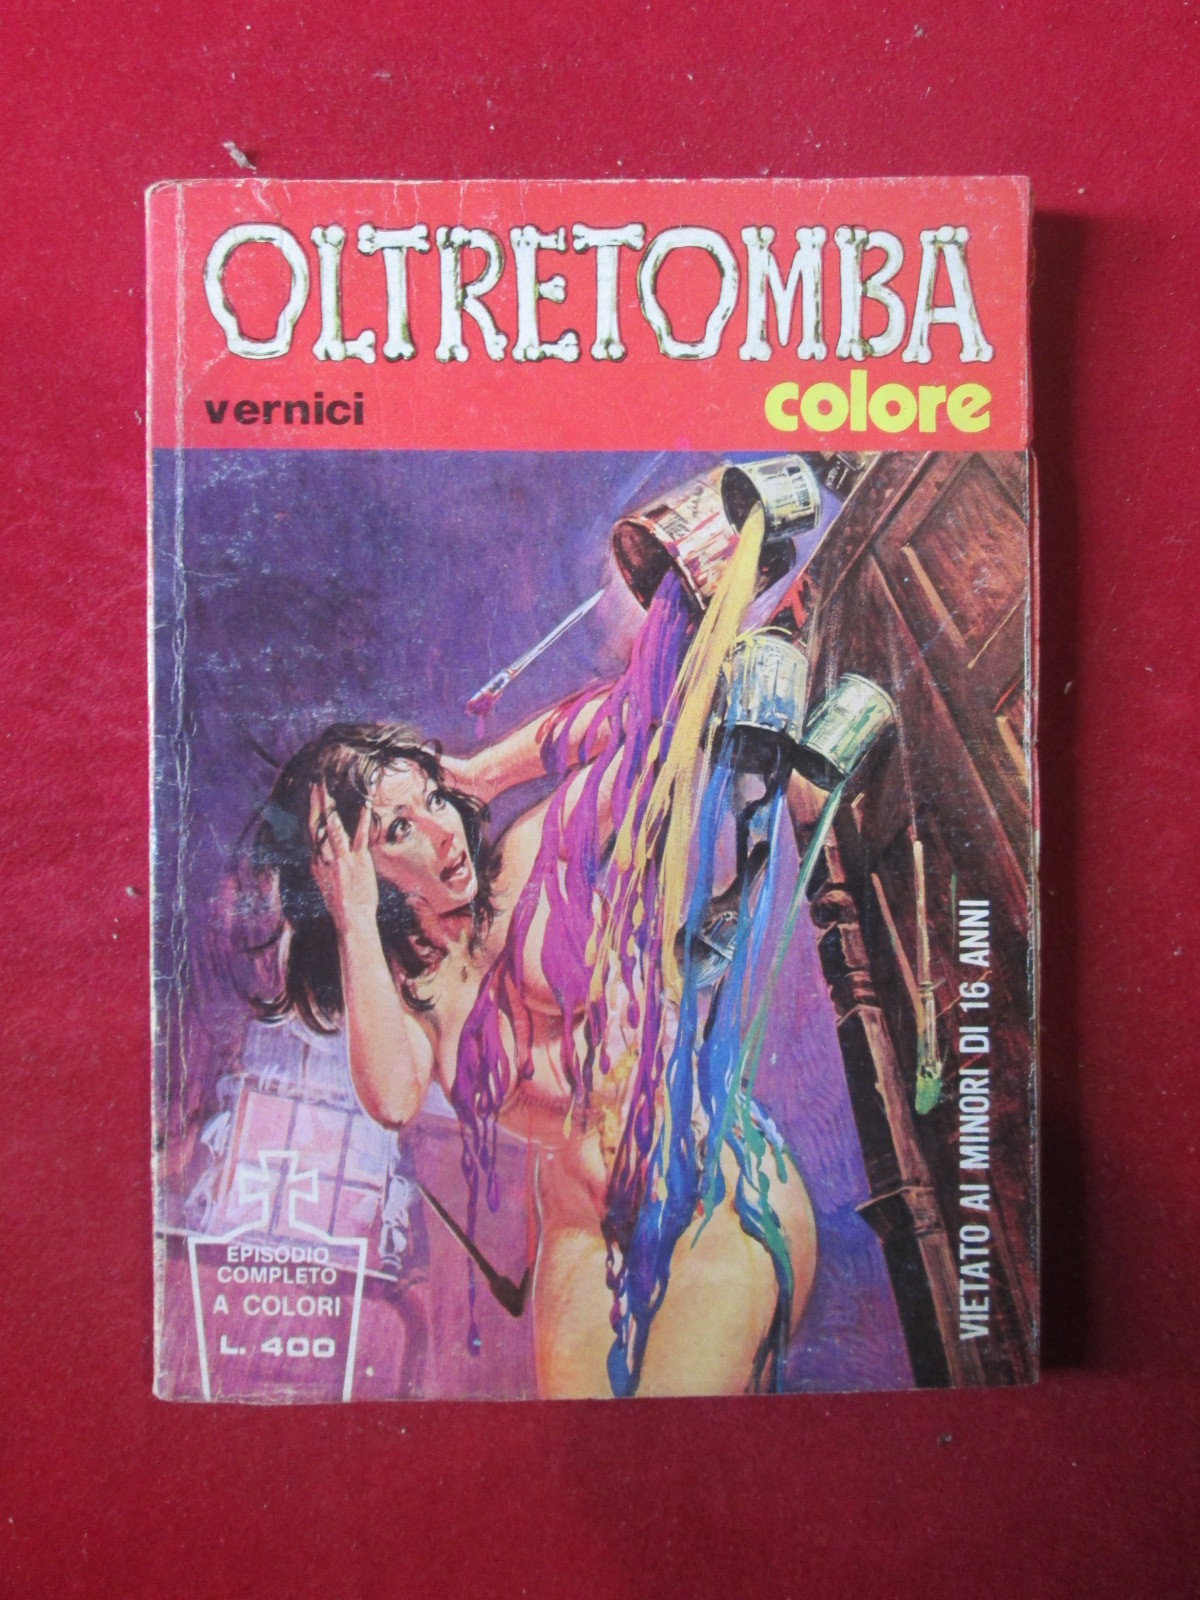 OLTRETOMBA
vernici
colore
VIETATO AI MINORI DI 16 ANNI
EPISODIO
COMPLETO
A COLORI
L. 400